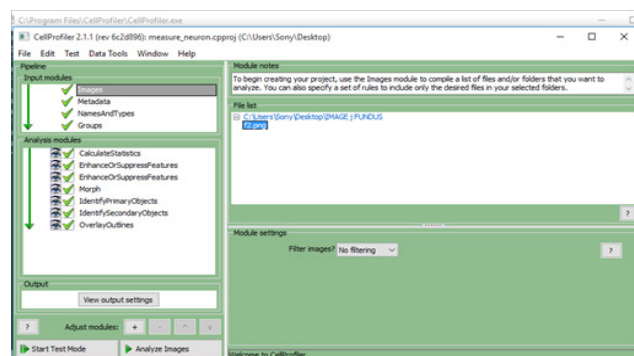 C:\Program Files\CellProfiler\CellProfiler.exe
CellProfiler 2.1.1 (rev 6c2d896): measure_neuron.cpproj (C:\Users\Sony\Desktop)
File Edit Test Data Tools Window Help
Pipeline
Input modules
Images
Metadata
NamesAndTypes
Groups
Analysis modules
CalculateStatistics
EnhanceOrSuppressFeatures
EnhanceOrSuppressFeatures
Morph
IdentifyPrimaryObjects
IdentifySecondaryObjects
OverlayOutlines
Output
View output settings
? Adjust modules: + - ^ v
Start Test Mode Analyze Images
Module notes
To begin creating your project, use the Images module to compile a list of files and/or folders that you want to
analyze. You can also specify a set of rules to include only the desired files in your selected folders.
File list
C:\Users\Sony\Desktop\IMAGE j FUNDUS
f2.png
?
Module settings
Filter images? No filtering ?
Welcome to CellProfiler